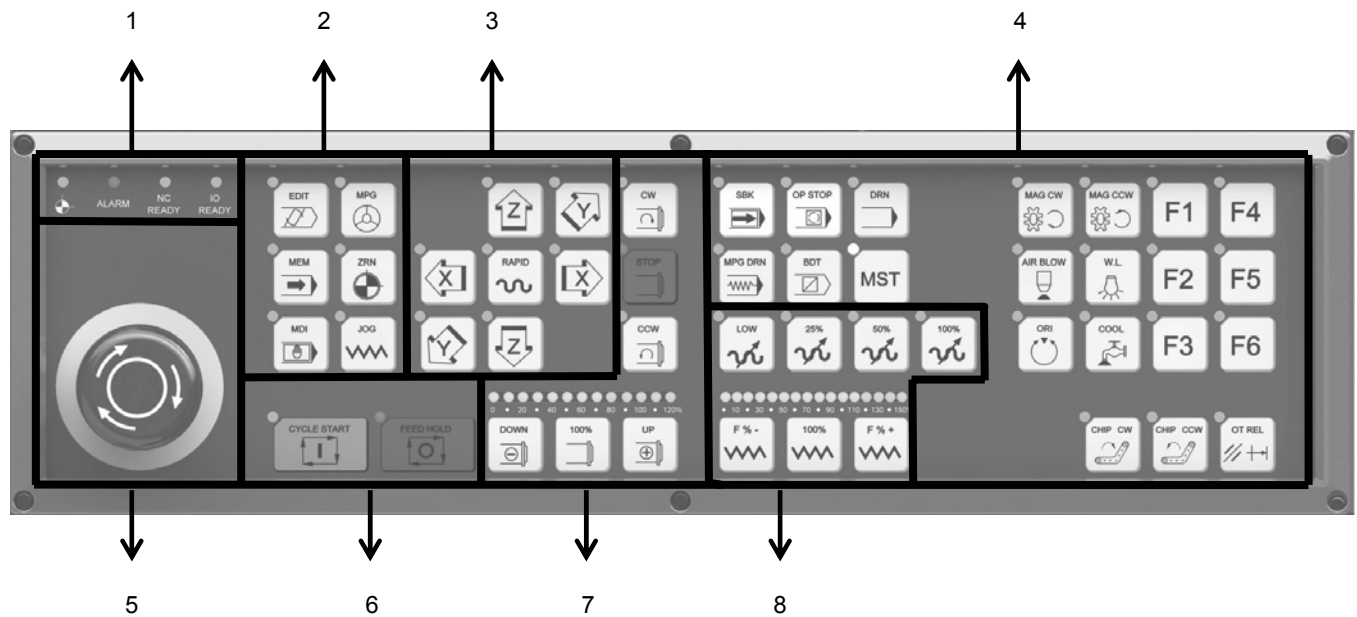 1 2 3 4
ALARM NC READY IO READY
EDIT MPG Z Y CW SBK OP STOP DRN MAG CW MAG CCW F1 F4
MEM ZRN X RAPID X STOP MPG DRN BDT MST AIR BLOW W.L. F2 F5
MDI JOG Y Z CCW LOW 25% 50% 100% ORI COOL F3 F6
0 • 20 • 40 • 60 • 80 • 100 • 120% • 10 • 30 • 50 • 70 • 90 • 110 • 130 • 150%
CYCLE START FEED HOLD DOWN 100% UP F % - 100% F % + CHIP CW CHIP CCW OT REL
5 6 7 8